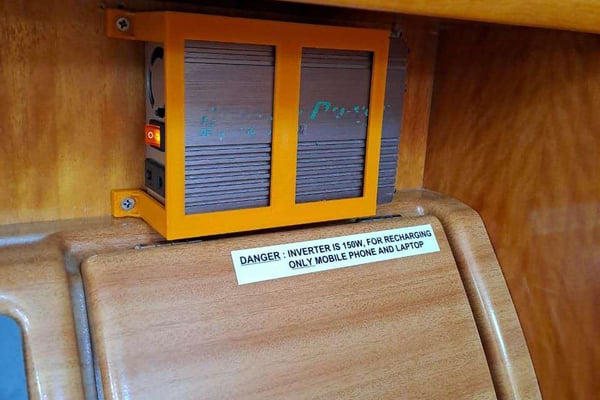 DANGER : INVERTER IS 150W, FOR RECHARGING
ONLY MOBILE PHONE AND LAPTOP